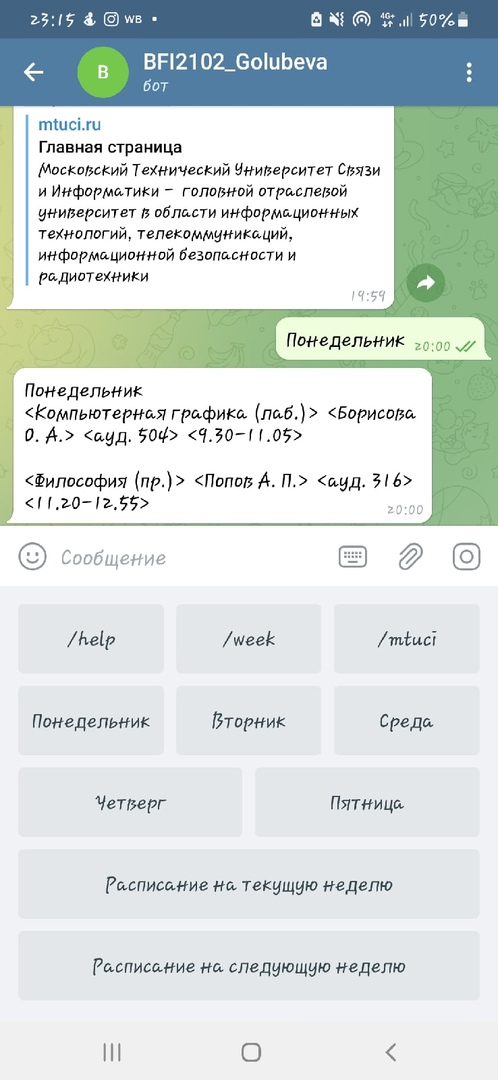 23:15 WB 4G+ 50%
BFI2102_Golubeva
B
бот
mtuci.ru
Главная страница
Московский Технический Университет Связи
и Информатики - головной отраслевой
университет в области информационных
технологий, телекоммуникаций,
информационной безопасности и
радиотехники
19:59
Понедельник 20:00
Понедельник
<Компьютерная графика (лаб.)> <Борисова
О. А.> <ауд. 504> <9.30-11.05>
<Философия (пр.)> <Попов А. П.> <ауд. 316>
<11.20-12.55>
20:00
Сообщение
/help /week /mtuci
Понедельник Вторник Среда
Четверг Пятница
Расписание на текущую неделю
Расписание на следующую неделю